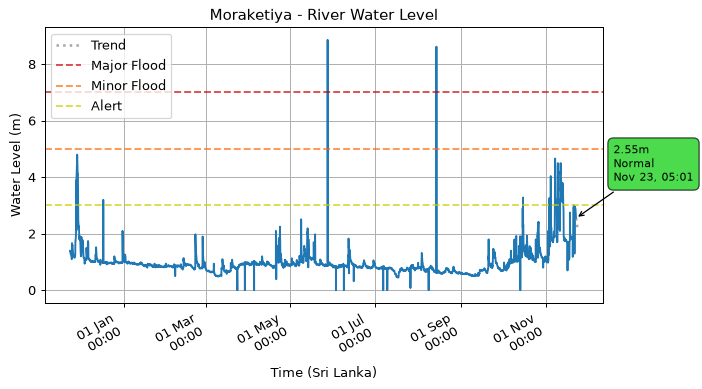 Moraketiya - River Water Level
Trend
Major Flood
Minor Flood
Alert
8
6
4
2
0
Water Level (m)
2.55m
Normal
Nov 23, 05:01
01 Jan
00:00
01 Mar
00:00
01 May
00:00
01 Jul
00:00
01 Sep
00:00
01 Nov
00:00
Time (Sri Lanka)